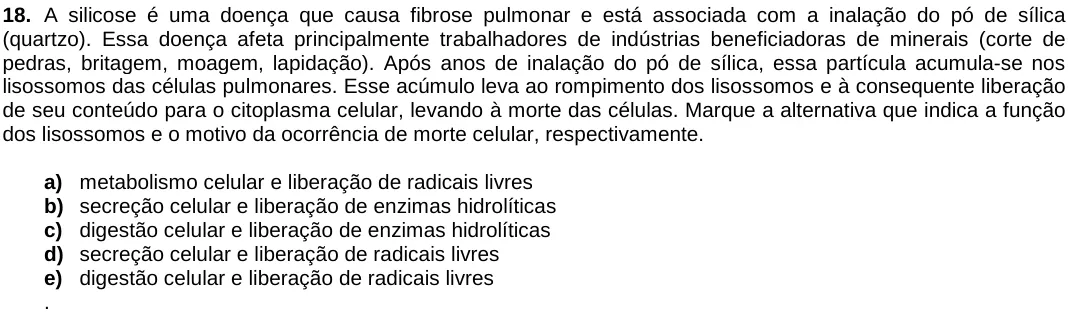 18. A silicose é uma doença que causa fibrose pulmonar e está associada com a inalação do pó de sílica
(quartzo). Essa doença afeta principalmente trabalhadores de indústrias beneficiadoras de minerais (corte de
pedras, britagem, moagem, lapidação). Após anos de inalação do pó de sílica, essa partícula acumula-se nos
lisossomos das células pulmonares. Esse acúmulo leva ao rompimento dos lisossomos e à consequente liberação
de seu conteúdo para o citoplasma celular, levando à morte das células. Marque a alternativa que indica a função
dos lisossomos e o motivo da ocorrência de morte celular, respectivamente.
a) metabolismo celular e liberação de radicais livres
b) secreção celular e liberação de enzimas hidrolíticas
c) digestão celular e liberação de enzimas hidrolíticas
d) secreção celular e liberação de radicais livres
e) digestão celular e liberação de radicais livres
.